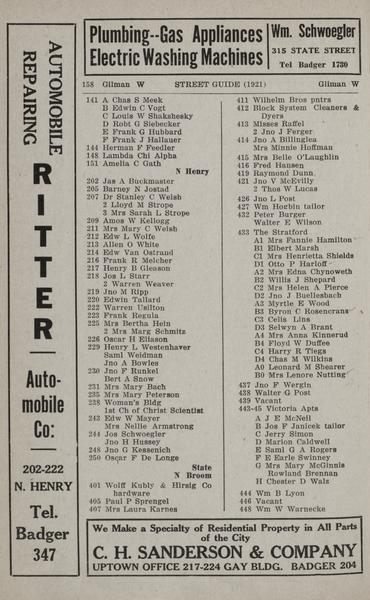 AUTOMOBILE
REPAIRING
RITTER
Auto-
mobile
Co:
202-222
N. HENRY
Tel.
Badger
347
Plumbing--Gas Appliances
Electric Washing Machines
Wm. Schwoegler
315 STATE STREET
Tel Badger 1730
158 Gilman W STREET GUIDE (1921) Gilman W
141 A Chas S Meek
B Edwin C Vogt
C Louis W Shakshesky
D Robt G Siebecker
E Frank G Hubbard
F Frank J Hallauer
144 Herman F Feedler
148 Lambda Chi Alpha
151 Amelia C Gath
N Henry
202 Jas A Buckmaster
205 Barney N Jostad
207 Dr Stanley C Welsh
2 Lloyd M Strope
3 Mrs Sarah L Strope
209 Amos W Kellogg
211 Mrs Mary C Welsh
212 Edw L Wolfe
213 Allen O White
214 Edw Van Ostrand
216 Frank R Melcher
217 Henry B Gleason
218 Jos L Starr
2 Warren Weaver
219 Jno M Ripp
220 Edwin Tallard
222 Warren Usilton
223 Frank Regula
225 Mrs Bertha Hein
2 Mrs Marg Schmitz
226 Oscar H Eliason
229 Henry L Westenhaver
Saml Weidman
Jno A Bowles
230 Jno F Runkel
Bert A Snow
231 Mrs Mary Bach
235 Mrs Mary Peterson
238 Woman's Bldg
1st Ch of Christ Scientist
243 Edw W Mayer
Mrs Nellie Armstrong
244 Jos Schwoegler
Jno H Hussey
248 Jno G Kessenich
250 Oscar F De Longe
State
N Broom
401 Wolff Kubly & Hirsig Co
hardware
405 Paul P Sprengel
407 Mrs Laura Karnes
411 Wilhelm Bros pntrs
412 Block System Cleaners &
Dyers
413 Misses Raffel
2 Jno J Ferger
414 Jno A Billingieu
Mrs Minnie Hoffman
415 Mrs Belle O'Laughlin
416 Fred Hansen
419 Raymond Dunn
421 Jno V McEvilly
2 Thos W Lucas
426 Jno L Post
427 Wm Horbin tailor
432 Peter Burger
Walter E Wilson
433 The Stratford
A1 Mrs Fannie Hamilton
B1 Elbert Marsh
C1 Mrs Henrietta Shields
D1 Otto P Harloff
A2 Mrs Edna Chynoweth
B2 Willis J Shepard
C2 Mrs Helen A Pierce
D2 Jno J Buellesbach
A3 Myrtle E Wood
B3 Byron C Rosencrans
C3 Celis Lins
D3 Selwyn A Brant
A4 Mrs Anna Kinnerud
B4 Floyd W Duffee
C4 Harry R Tiegs
D4 Chas M Wilkins
A0 Leonard M Shearer
B0 Mrs Lenore Nutting
437 Jno F Wergin
438 Walter G Post
439 Vacant
443-45 Victoria Apts
A J E McNeil
B Jos F Janicek tailor
C Jerry Simon
D Marion Caldwell
E Saml G A Rogers
F E Earle Swinney
G Mrs Mary McGinnis
Rowland Brennan
H Chester D Walz
444 Wm B Lyon
446 Vacant
448 Wm W Warnecke
We Make a Specialty of Residential Property in All Parts
of the City
C. H. SANDERSON & COMPANY
UPTOWN OFFICE 217-224 GAY BLDG. BADGER 204